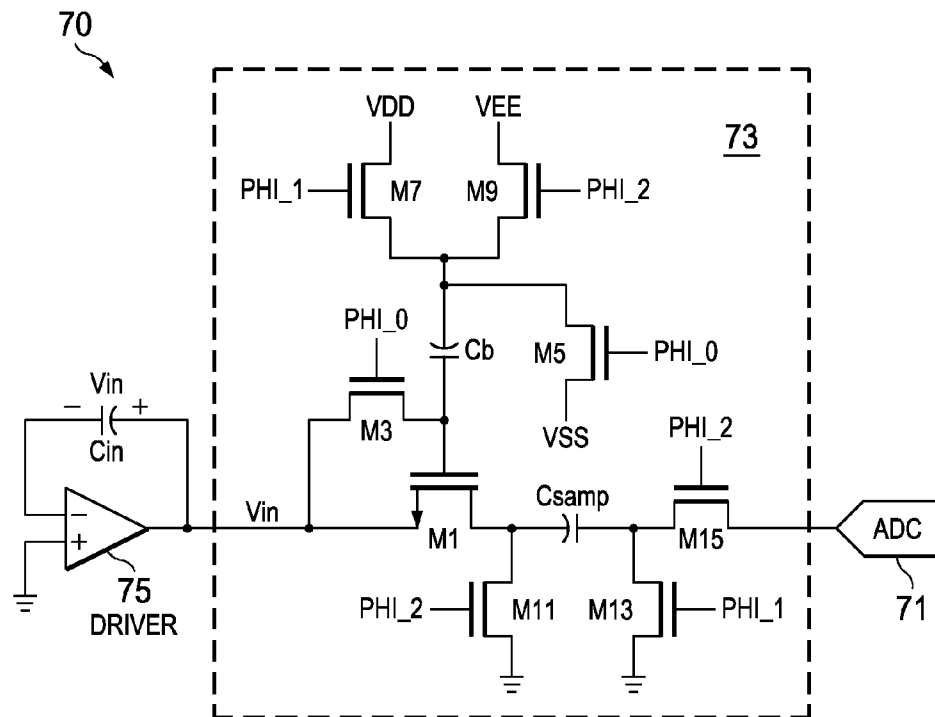 70
VDD
VEE
73
PHI_1
M7
M9
PHI_2
PHI_0
Cb
M5
PHI_0
Vin
− +
Cin
M3
VSS
PHI_2
Vin
Csamp
−
+
M1
M15
ADC
75
DRIVER
PHI_2
M11
M13
PHI_1
71